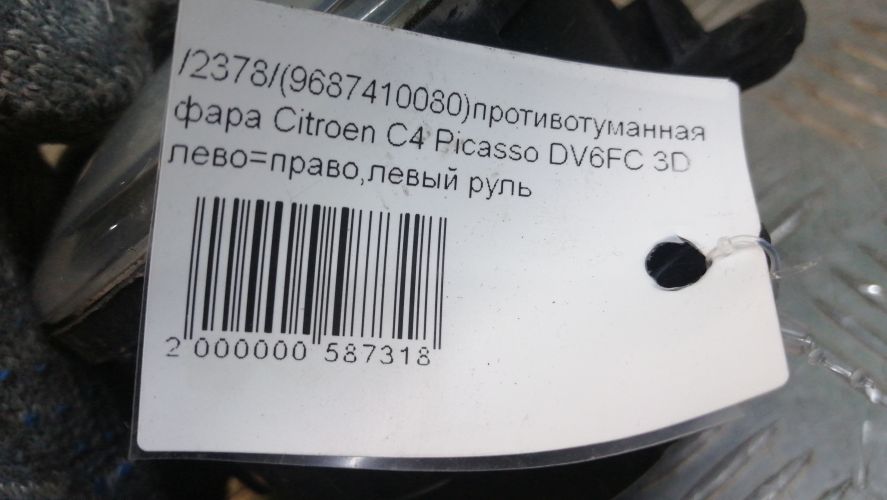 /2378/(9687410080)противотуманная
фара Citroen C4 Picasso DV6FC 3D
лево=право,левый руль
2 000000 587318